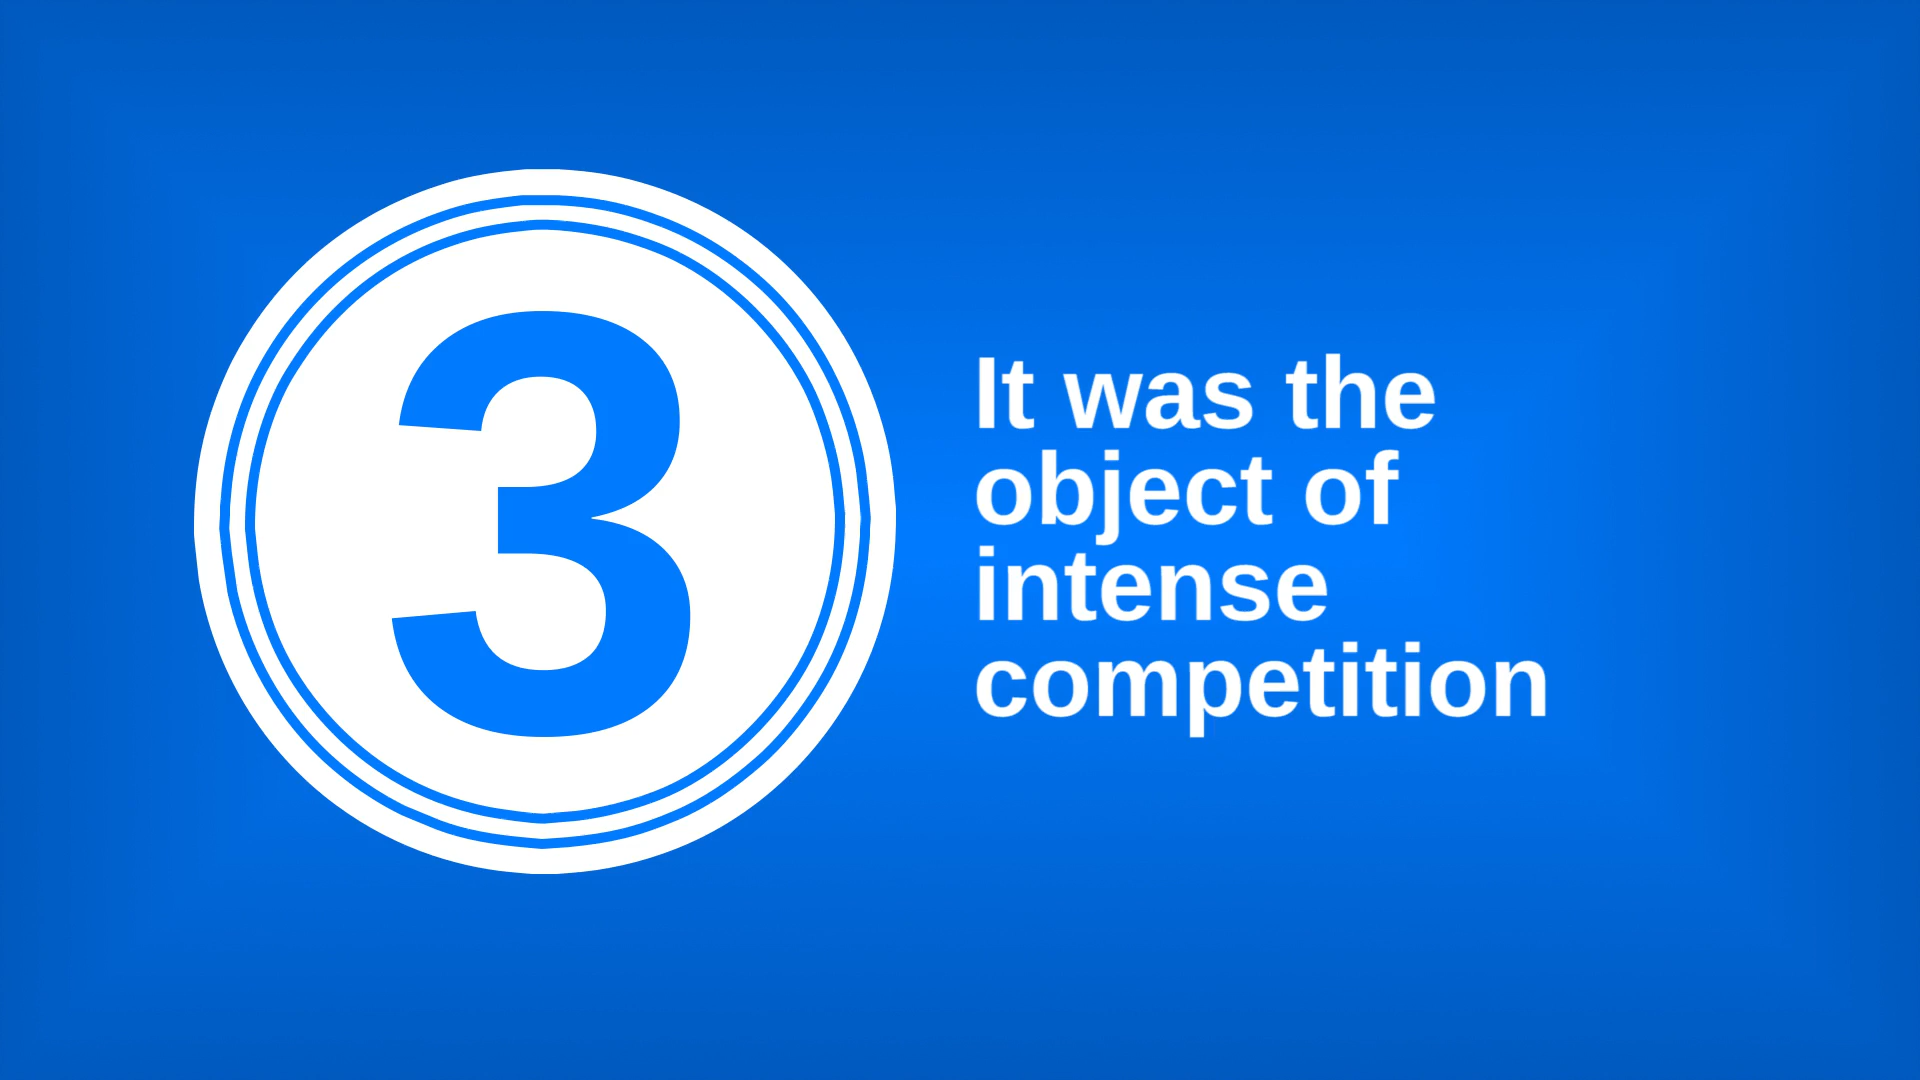 3
It was the
object of
intense
competition